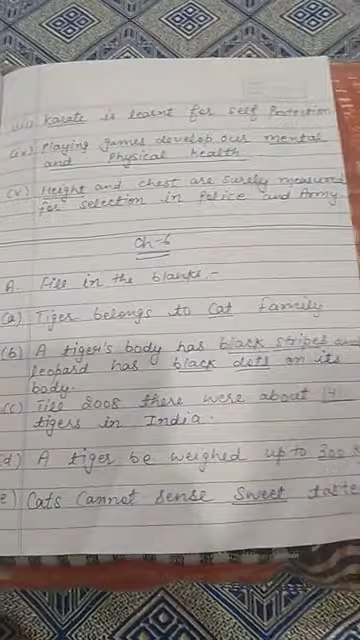 (iii) Karate is learnt for self Protection
(ix) Playing games develop our mental
and physical health
(v) Height and chest are surely measured
for selection in Police and Army.
Ch-6
A. Fill in the blanks:-
(a) Tiger belongs to Cat family
(b) A tiger's body has black stripes and
leopard has black dots on its
body.
(c) Till 2008 there were about 141
tigers in India.
(d) A tiger be weighed up to 300
(e) Cats Cannot sense Sweet taste